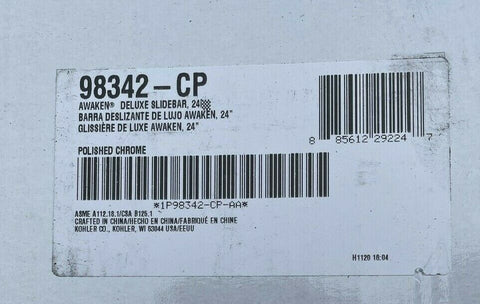 98342-CP
AWAKEN® DELUXE SLIDEBAR, 24
BARRA DESLIZANTE DE LUJO AWAKEN, 24"
GLISSIÈRE DE LUXE AWAKEN, 24"
8 85612 29224 7
POLISHED CHROME
*1P98342-CP-AA*
ASME A112.18.1/CSA B125.1
CRAFTED IN CHINA/HECHO EN CHINA/FABRIQUÉ EN CHINE
KOHLER CO., KOHLER, WI 53044 USA/EEUU
H1120 16:04